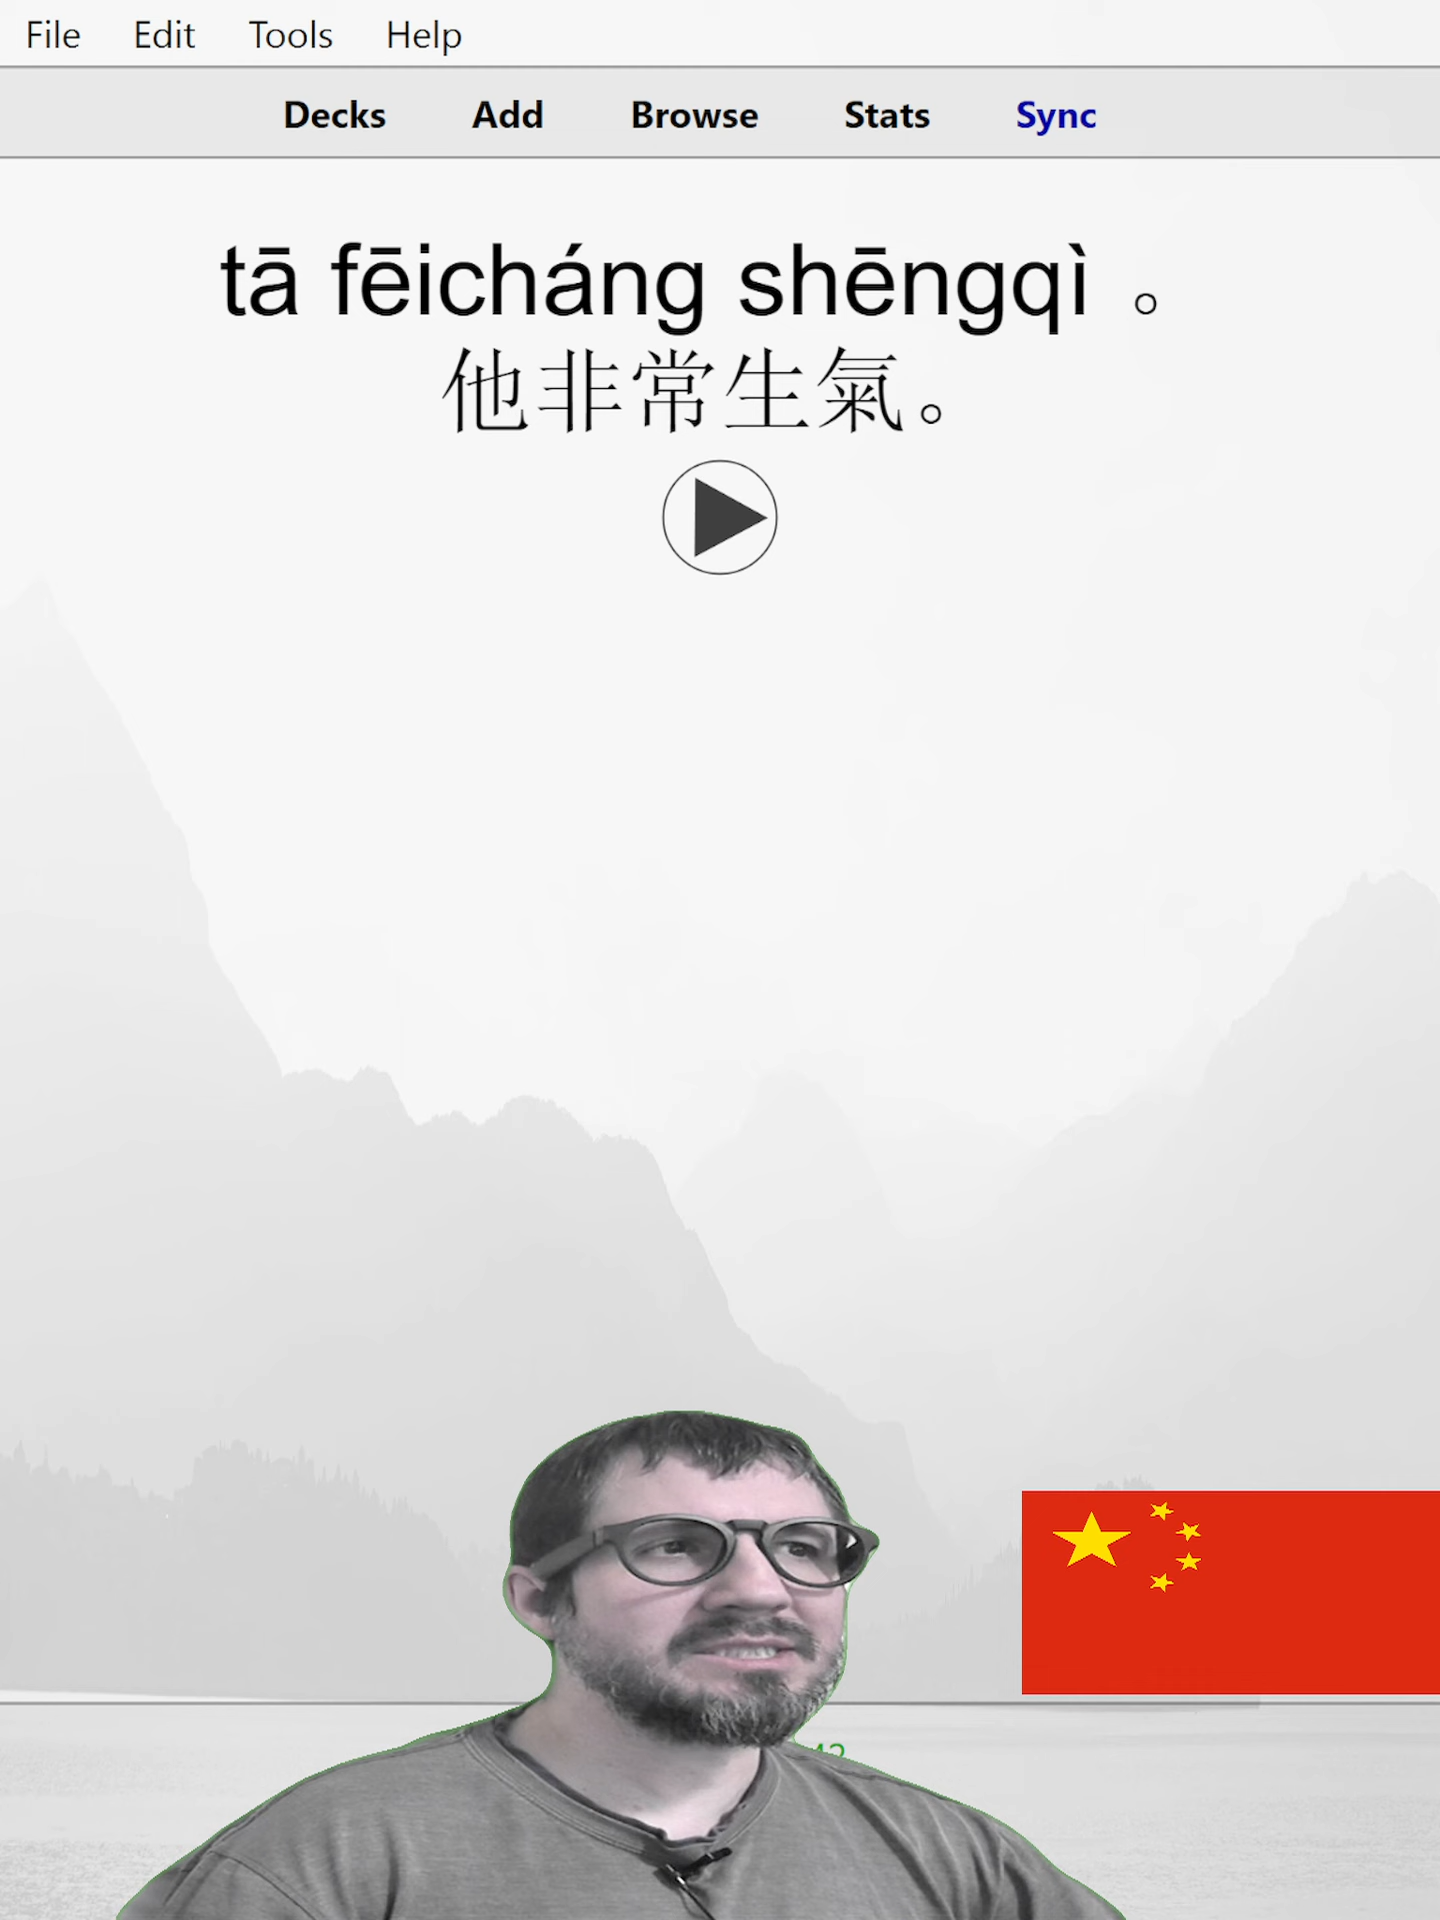 File Edit Tools Help
Decks Add Browse Stats Sync
tā fēicháng shēngqì 。
他非常生氣。